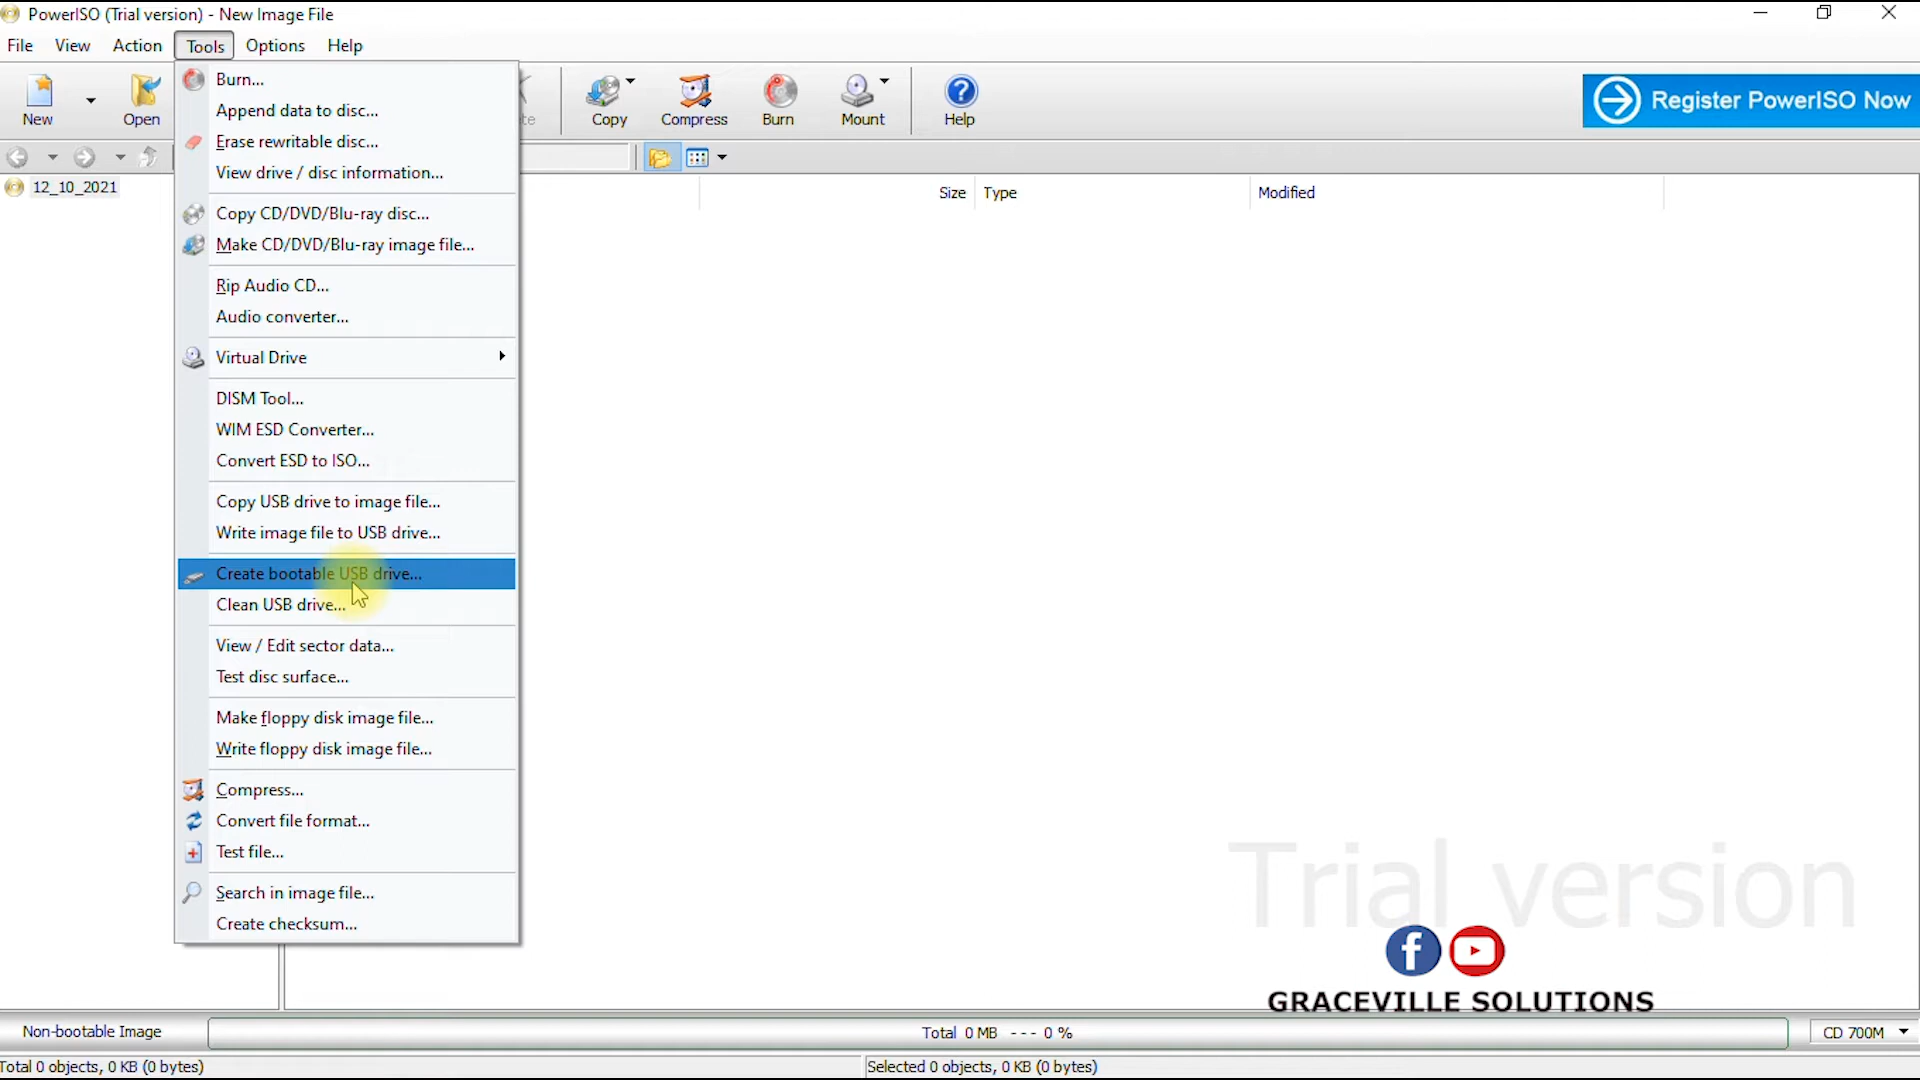 PowerISO (Trial version) - New Image File
File View Action Tools Options Help
New Open te Copy Compress Burn Mount Help Register PowerISO Now
Burn...
Append data to disc...
Erase rewritable disc...
View drive / disc information...
Copy CD/DVD/Blu-ray disc...
Make CD/DVD/Blu-ray image file...
Rip Audio CD...
Audio converter...
Virtual Drive
DISM Tool...
WIM ESD Converter...
Convert ESD to ISO...
Copy USB drive to image file...
Write image file to USB drive...
Create bootable USB drive...
Clean USB drive...
View / Edit sector data...
Test disc surface...
Make floppy disk image file...
Write floppy disk image file...
Compress...
Convert file format...
Test file...
Search in image file...
Create checksum...
12_10_2021
Size Type Modified
Trial version
GRACEVILLE SOLUTIONS
Non-bootable Image Total 0 MB --- 0 % CD 700M
Total 0 objects, 0 KB (0 bytes) Selected 0 objects, 0 KB (0 bytes)